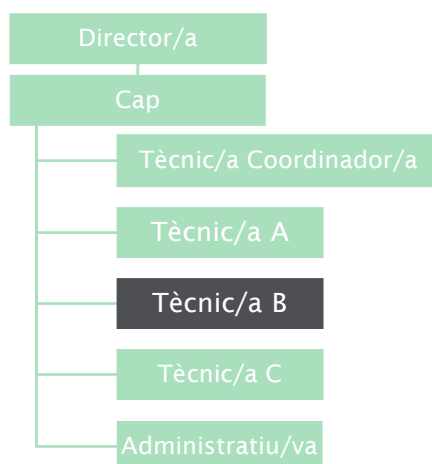 Director/a
Cap
Tècnic/a Coordinador/a
Tècnic/a A
Tècnic/a B
Tècnic/a C
Administratiu/va